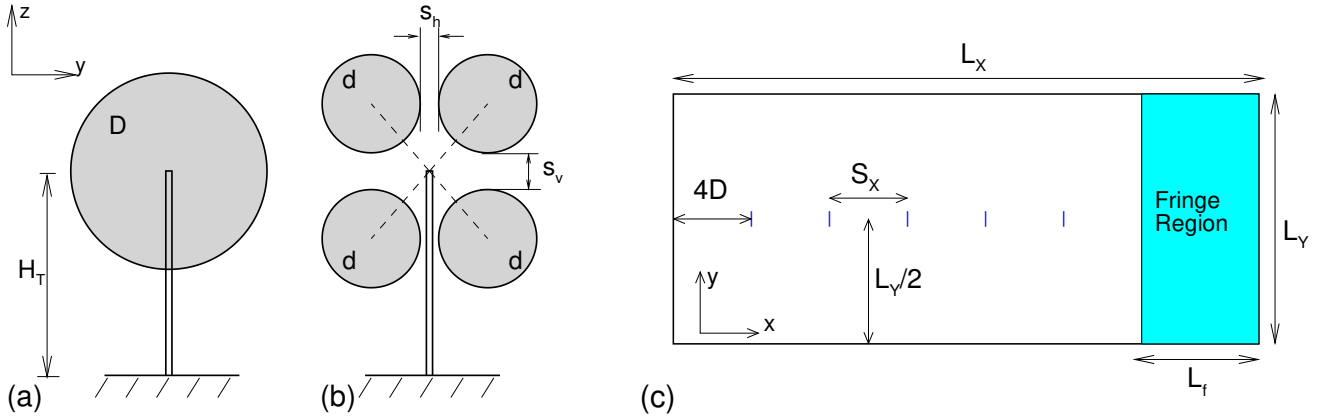 z
y
D
H_T
(a)
s_h
d
d
s_v
d
d
(b)
L_X
4D
S_X
L_Y/2
y
x
Fringe
Region
L_Y
L_f
(c)